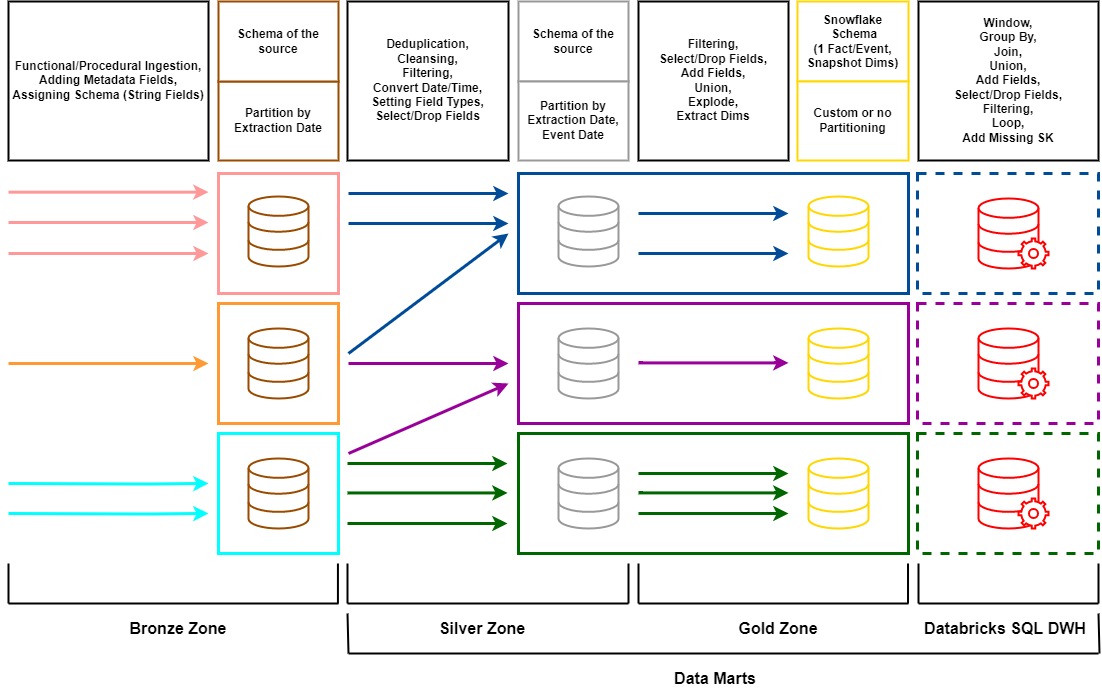 Functional/Procedural Ingestion,
Adding Metadata Fields,
Assigning Schema (String Fields)
Schema of the
source
Partition by
Extraction Date
Deduplication,
Cleansing,
Filtering,
Convert Date/Time,
Setting Field Types,
Select/Drop Fields
Schema of the
source
Partition by
Extraction Date,
Event Date
Filtering,
Select/Drop Fields,
Add Fields,
Union,
Explode,
Extract Dims
Snowflake
Schema
(1 Fact/Event,
Snapshot Dims)
Custom or no
Partitioning
Window,
Group By,
Join,
Union,
Add Fields,
Select/Drop Fields,
Filtering,
Loop,
Add Missing SK
Bronze Zone
Silver Zone
Gold Zone
Databricks SQL DWH
Data Marts